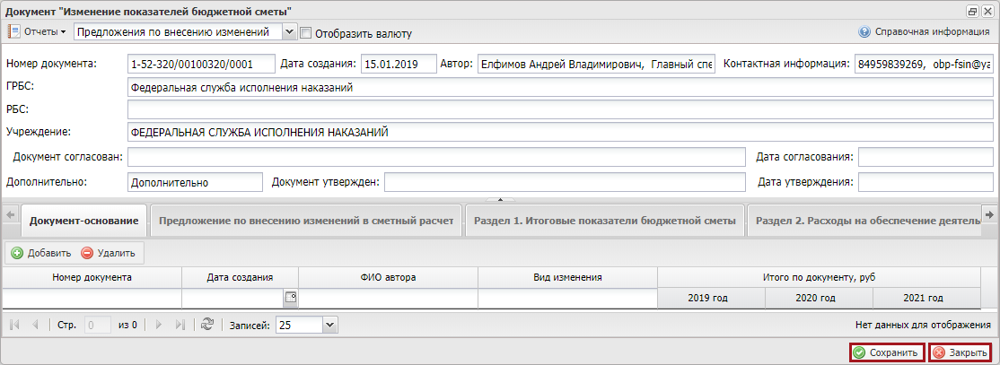 Документ "Изменение показателей бюджетной сметы"
Отчеты Предложения по внесению изменений Отобразить валюту Справочная информация
Номер документа: 1-52-320/00100320/0001 Дата создания: 15.01.2019 Автор: Елфимов Андрей Владимирович, Главный спе Контактная информация: 84959839269, obp-fsin@ya
ГРБС: Федеральная служба исполнения наказаний
РБС:
Учреждение: ФЕДЕРАЛЬНАЯ СЛУЖБА ИСПОЛНЕНИЯ НАКАЗАНИЙ
Документ согласован: Дата согласования:
Дополнительно: Дополнительно Документ утвержден: Дата утверждения:
Документ-основание Предложение по внесению изменений в сметный расчет Раздел 1. Итоговые показатели бюджетной сметы Раздел 2. Расходы на обеспечение деятель
Добавить Удалить
Номер документа Дата создания ФИО автора Вид изменения Итого по документу, руб
2019 год 2020 год 2021 год
Стр. 0 из 0 Записей: 25 Нет данных для отображения
Сохранить Закрыть